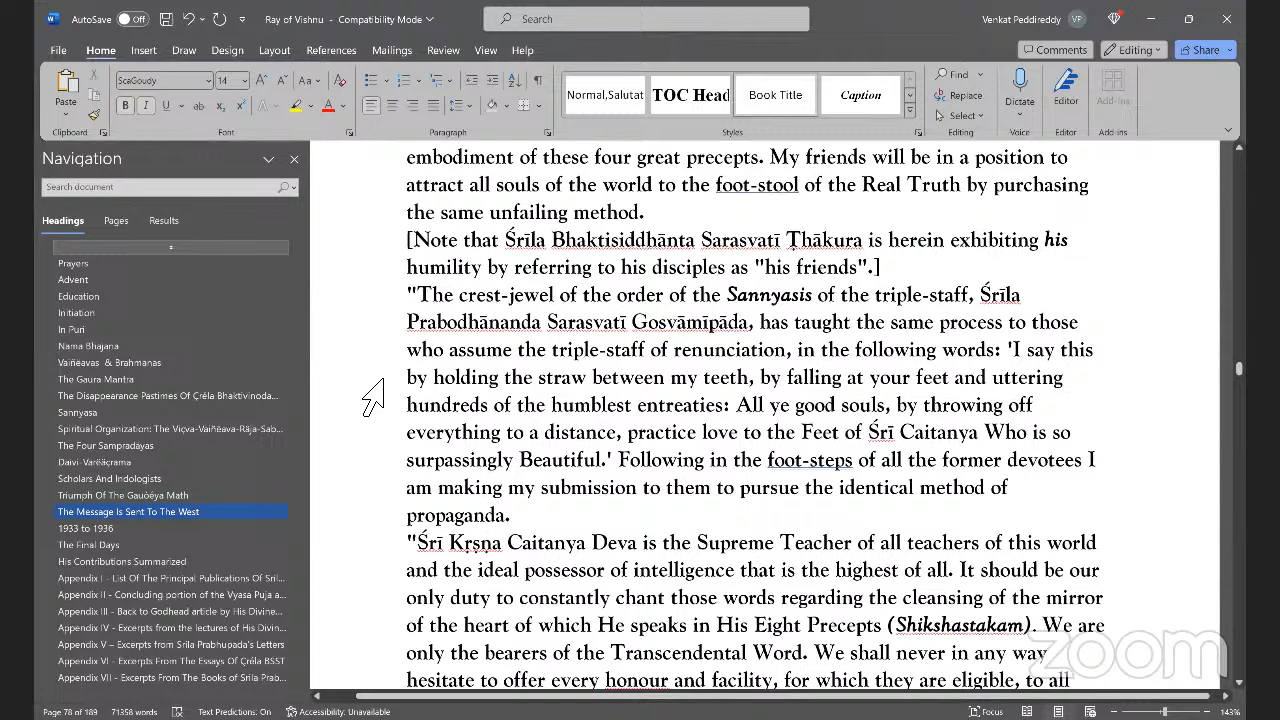 AutoSave Off Ray of Vishnu - Compatibility Mode Search Venkat Peddireddy VP
File Home Insert Draw Design Layout References Mailings Review View Help Comments Editing Share
ScaGoudy 14 Aa Normal,Salutat TOC Head Book Title Caption Find
Paste B I U ab x₂ x² A A Replace Dictate Editor Add-ins
Select
Clipboard Font Paragraph Styles Editing Voice Editor Add-ins
Navigation
Search document
Headings Pages Results
Prayers
Advent
Education
Initiation
In Puri
Nama Bhajana
Vaiñëavas & Brahmanas
The Gaura Mantra
The Disappearance Pastimes Of Çréla Bhaktivinoda...
Sannyasa
Spiritual Organization: The Viçva-Vaiñëava-Räja-Sab...
The Four Sampradäyas
Daivi-Varëäçrama
Scholars And Indologists
Triumph Of The Gauòéya Math
The Message Is Sent To The West
1933 to 1936
The Final Days
His Contributions Summarized
Appendix I - List Of The Principal Publications Of Sril...
Appendix II - Concluding portion of the Vyasa Puja a...
Appendix III - Back to Godhead article by His Divine...
Appendix IV - Excerpts from the lectures of His Divin...
Appendix V – Excerpts from Srila Prabhupada's Letters
Appendix VI - Excerpts From The Essays Of Çréla BSST
Appendix VII - Excerpts From The Books of Srila Prab...
embodiment of these four great precepts. My friends will be in a position to
attract all souls of the world to the foot-stool of the Real Truth by purchasing
the same unfailing method.
[Note that Śrīla Bhaktisiddhānta Sarasvatī Ṭhākura is herein exhibiting his
humility by referring to his disciples as "his friends".]
"The crest-jewel of the order of the Sannyasis of the triple-staff, Śrīla
Prabodhānanda Sarasvatī Gosvāmīpāda, has taught the same process to those
who assume the triple-staff of renunciation, in the following words: 'I say this
by holding the straw between my teeth, by falling at your feet and uttering
hundreds of the humblest entreaties: All ye good souls, by throwing off
everything to a distance, practice love to the Feet of Śrī Caitanya Who is so
surpassingly Beautiful.' Following in the foot-steps of all the former devotees I
am making my submission to them to pursue the identical method of
propaganda.
"Śrī Kṛṣṇa Caitanya Deva is the Supreme Teacher of all teachers of this world
and the ideal possessor of intelligence that is the highest of all. It should be our
only duty to constantly chant those words regarding the cleansing of the mirror
of the heart of which He speaks in His Eight Precepts (Shikshastakam). We are
only the bearers of the Transcendental Word. We shall never in any way
hesitate to offer every honour and facility, for which they are eligible, to all
zoom
Page 78 of 189 71358 words Text Predictions: On Accessibility: Unavailable Focus 143%